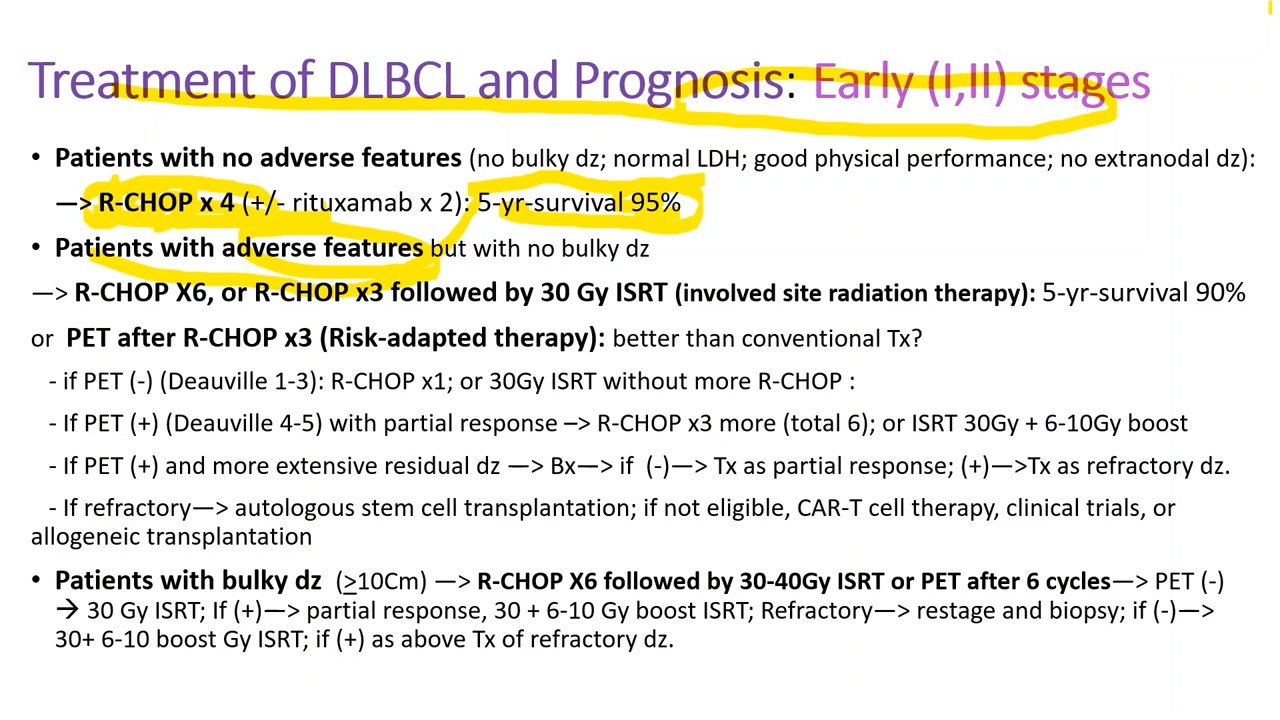 Treatment of DLBCL and Prognosis: Early (I,II) stages
• Patients with no adverse features (no bulky dz; normal LDH; good physical performance; no extranodal dz):
—> R-CHOP x 4 (+/- rituxamab x 2): 5-yr-survival 95%
• Patients with adverse features but with no bulky dz
—> R-CHOP X6, or R-CHOP x3 followed by 30 Gy ISRT (involved site radiation therapy): 5-yr-survival 90%
or PET after R-CHOP x3 (Risk-adapted therapy): better than conventional Tx?
- if PET (-) (Deauville 1-3): R-CHOP x1; or 30Gy ISRT without more R-CHOP :
- If PET (+) (Deauville 4-5) with partial response –> R-CHOP x3 more (total 6); or ISRT 30Gy + 6-10Gy boost
- If PET (+) and more extensive residual dz —> Bx—> if (-)—> Tx as partial response; (+)—>Tx as refractory dz.
- If refractory—> autologous stem cell transplantation; if not eligible, CAR-T cell therapy, clinical trials, or
allogeneic transplantation
• Patients with bulky dz (≥10Cm) —> R-CHOP X6 followed by 30-40Gy ISRT or PET after 6 cycles—> PET (-)
→ 30 Gy ISRT; If (+)—> partial response, 30 + 6-10 Gy boost ISRT; Refractory—> restage and biopsy; if (-)—>
30+ 6-10 boost Gy ISRT; if (+) as above Tx of refractory dz.